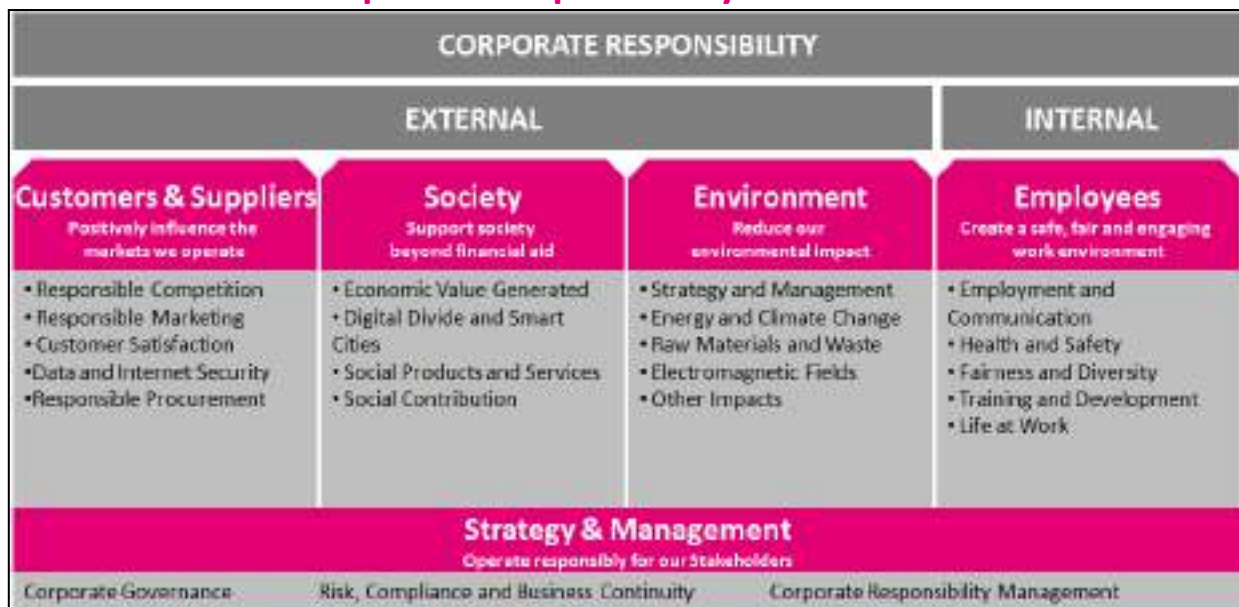 CORPORATE RESPONSIBILITY
EXTERNAL
INTERNAL
Customers & Suppliers
Positively influence the
markets we operate
• Responsible Competition
• Responsible Marketing
• Customer Satisfaction
•Data and Internet Security
•Responsible Procurement
Society
Support society
beyond financial aid
• Economic Value Generated
• Digital Divide and Smart
Cities
• Social Products and Services
• Social Contribution
Environment
Reduce our
environmental impact
•Strategy and Management
•Energy and Climate Change
•Raw Materials and Waste
•Electromagnetic Fields
•Other Impacts
Employees
Create a safe, fair and engaging
work environment
• Employment and
Communication
• Health and Safety
• Fairness and Diversity
•Training and Development
• Life at Work
Strategy & Management
Operate responsibly for our Stakeholders
Corporate Governance
Risk, Compliance and Business Continuity
Corporate Responsibility Management